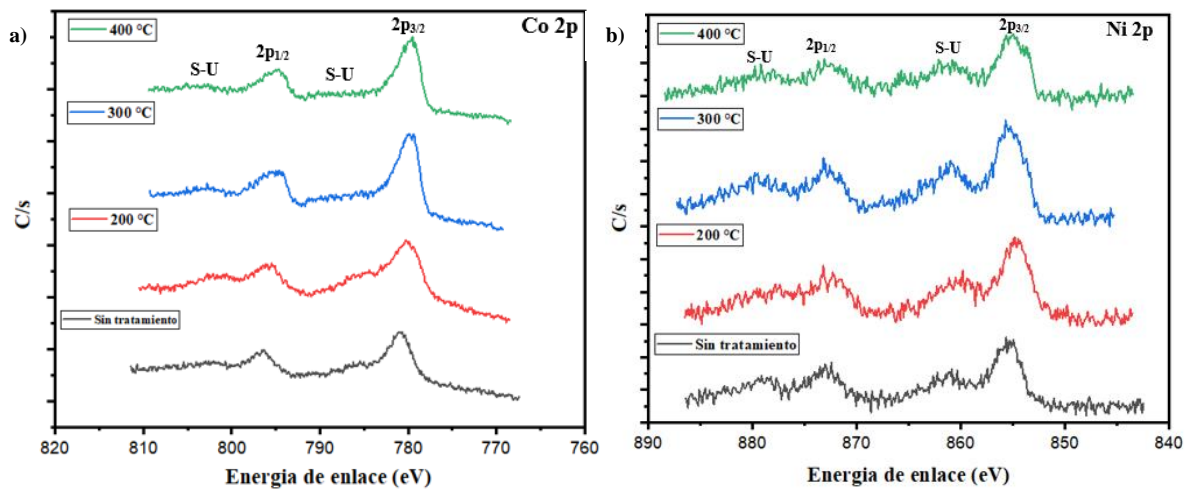 a)
Co 2p
400 °C
2p3/2
2p1/2
S-U
S-U
300 °C
200 °C
Sin tratamiento
C/s
820 810 800 790 780 770 760
Energia de enlace (eV)
b)
Ni 2p
400 °C
2p3/2
2p1/2
S-U
S-U
300 °C
200 °C
Sin tratamiento
C/s
890 880 870 860 850 840
Energia de enlace (eV)